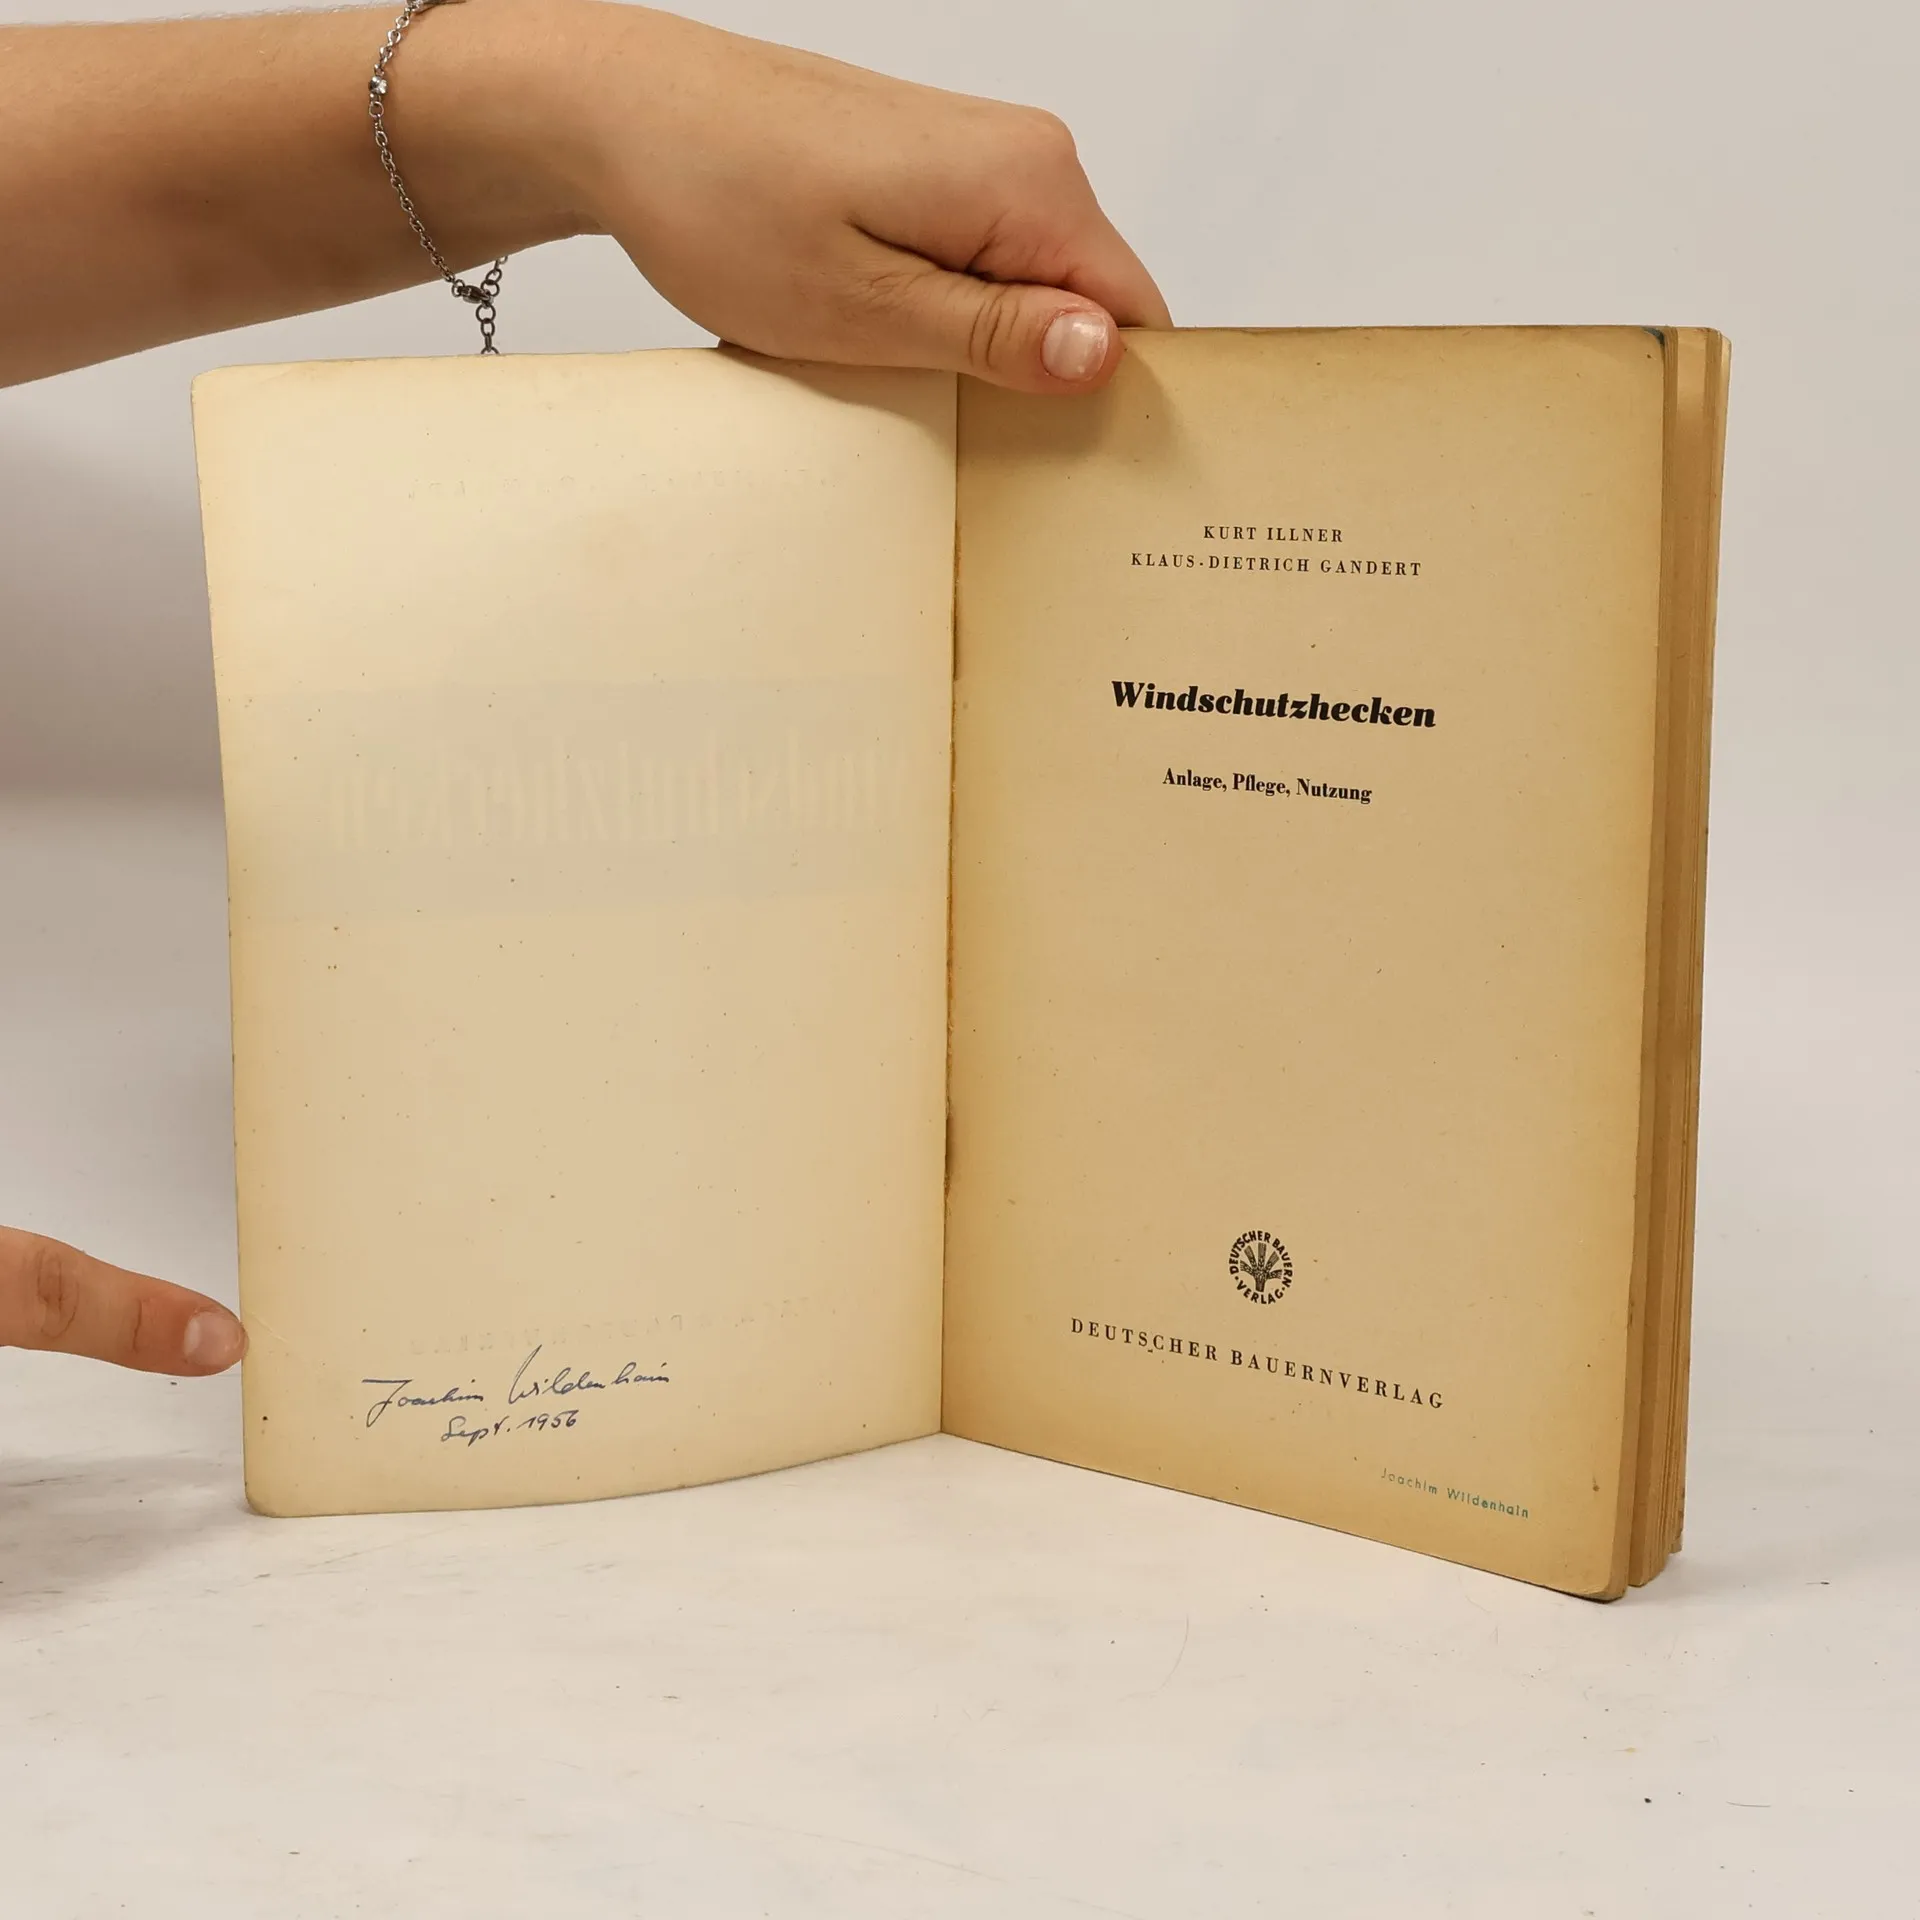 Joachim Wildenhain
Sept. 1956
KURT ILLNER
KLAUS-DIETRICH GANDERT
Windschutzhecken
Anlage, Pflege, Nutzung
DEUTSCHER BAUERN VERLAG
DEUTSCHER BAUERNVERLAG
Joachim Wildenhain